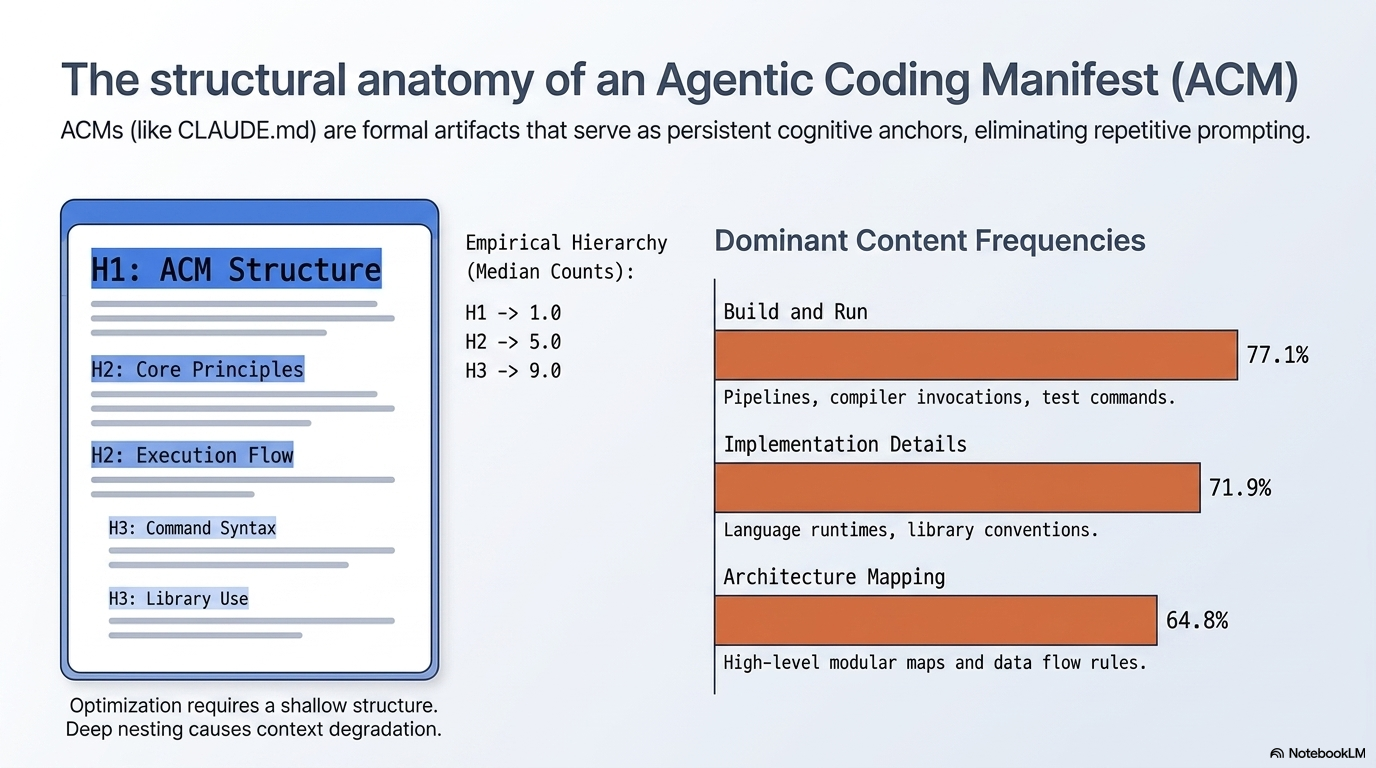 The structural anatomy of an Agentic Coding Manifest (ACM)
ACMs (like CLAUDE.md) are formal artifacts that serve as persistent cognitive anchors, eliminating repetitive prompting.
H1: ACM Structure
H2: Core Principles
H2: Execution Flow
H3: Command Syntax
H3: Library Use
Optimization requires a shallow structure.
Deep nesting causes context degradation.
Empirical Hierarchy
(Median Counts):
H1 -> 1.0
H2 -> 5.0
H3 -> 9.0
Dominant Content Frequencies
Build and Run
77.1%
Pipelines, compiler invocations, test commands.
Implementation Details
71.9%
Language runtimes, library conventions.
Architecture Mapping
64.8%
High-level modular maps and data flow rules.
NotebookLM